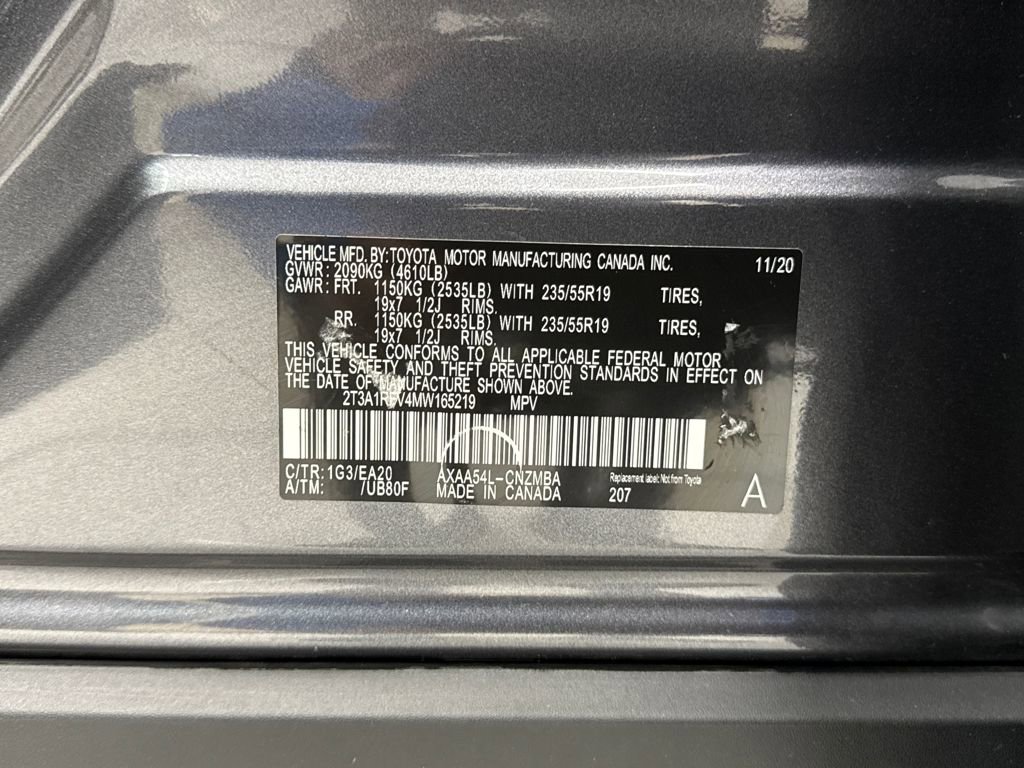 VEHICLE MFD. BY: TOYOTA MOTOR MANUFACTURING CANADA INC. 11/20
GVWR: 2090KG (4610LB)
GAWR: FRT. 1150KG (2535LB) WITH 235/55R19 TIRES,
19x7 1/2J RIMS.
RR. 1150KG (2535LB) WITH 235/55R19 TIRES,
19x7 1/2J RIMS.
THIS VEHICLE CONFORMS TO ALL APPLICABLE FEDERAL MOTOR
VEHICLE SAFETY AND THEFT PREVENTION STANDARDS IN EFFECT ON
THE DATE OF MANUFACTURE SHOWN ABOVE.
MPV
C/TR: 1G3/EA20 AXAA54L-CNZMBA Replacement label: Not from Toyota
A/TM: /UB80F MADE IN CANADA 207 A